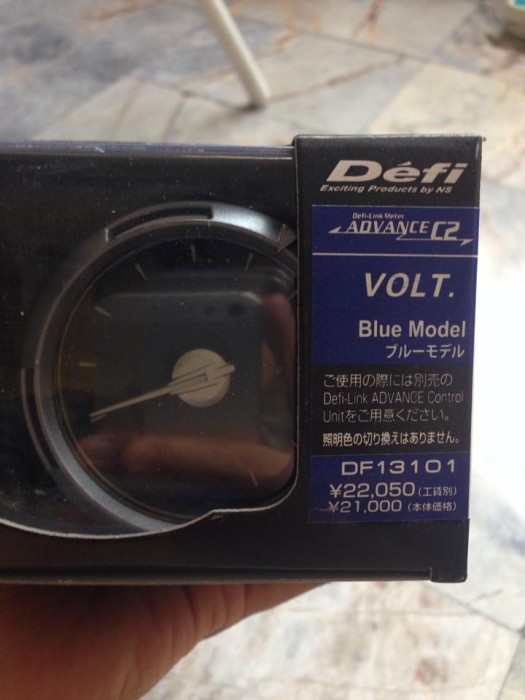 Défi
Exciting Products by NS
Defi-Link Meter
ADVANCE C2
VOLT.
Blue Model
ブルーモデル
ご使用の際には別売の
Defi-Link ADVANCE Control
Unitをご用意ください。
照明色の切り換えはありません。
DF13101
¥22,050（工賃別）
¥21,000（本体価格）